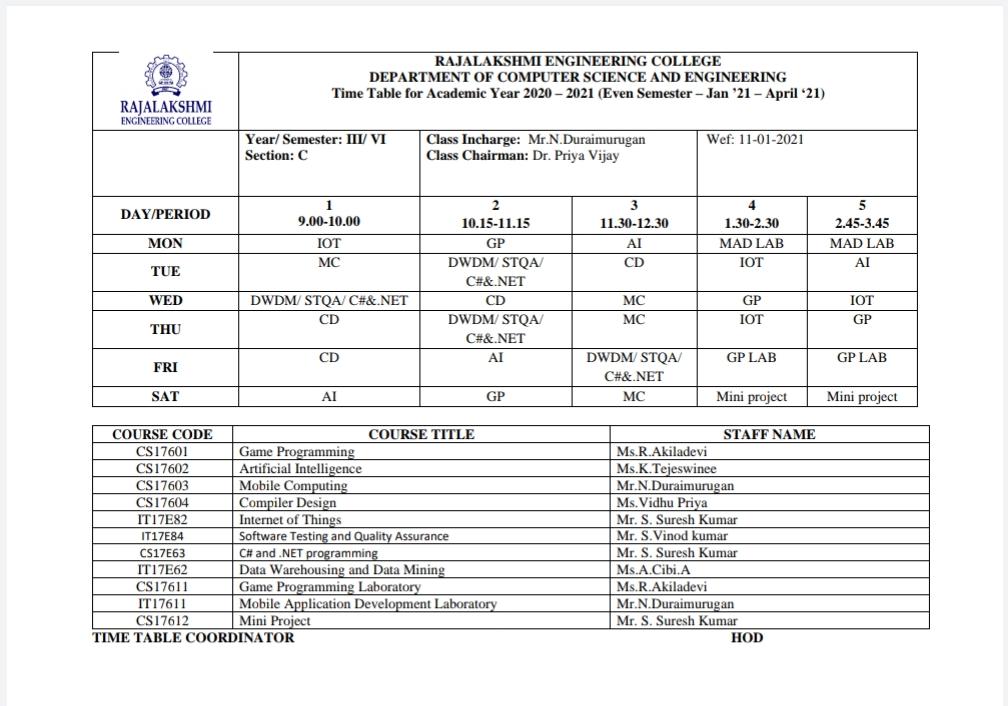 RAJALAKSHMI
ENGINEERING COLLEGE
RAJALAKSHMI ENGINEERING COLLEGE
DEPARTMENT OF COMPUTER SCIENCE AND ENGINEERING
Time Table for Academic Year 2020 – 2021 (Even Semester – Jan ’21 – April ‘21)
Year/ Semester: III/ VI
Section: C
Class Incharge: Mr.N.Duraimurugan
Class Chairman: Dr. Priya Vijay
Wef: 11-01-2021
DAY/PERIOD 1 9.00-10.00 2 10.15-11.15 3 11.30-12.30 4 1.30-2.30 5 2.45-3.45
MON IOT GP AI MAD LAB MAD LAB
TUE MC DWDM/ STQA/ C#&.NET CD IOT AI
WED DWDM/ STQA/ C#&.NET CD MC GP IOT
THU CD DWDM/ STQA/ C#&.NET MC IOT GP
FRI CD AI DWDM/ STQA/ C#&.NET GP LAB GP LAB
SAT AI GP MC Mini project Mini project
COURSE CODE COURSE TITLE STAFF NAME
CS17601 Game Programming Ms.R.Akiladevi
CS17602 Artificial Intelligence Ms.K.Tejeswinee
CS17603 Mobile Computing Mr.N.Duraimurugan
CS17604 Compiler Design Ms.Vidhu Priya
IT17E82 Internet of Things Mr. S. Suresh Kumar
IT17E84 Software Testing and Quality Assurance Mr. S.Vinod kumar
CS17E63 C# and .NET programming Mr. S. Suresh Kumar
IT17E62 Data Warehousing and Data Mining Ms.A.Cibi.A
CS17611 Game Programming Laboratory Ms.R.Akiladevi
IT17611 Mobile Application Development Laboratory Mr.N.Duraimurugan
CS17612 Mini Project Mr. S. Suresh Kumar
TIME TABLE COORDINATOR HOD